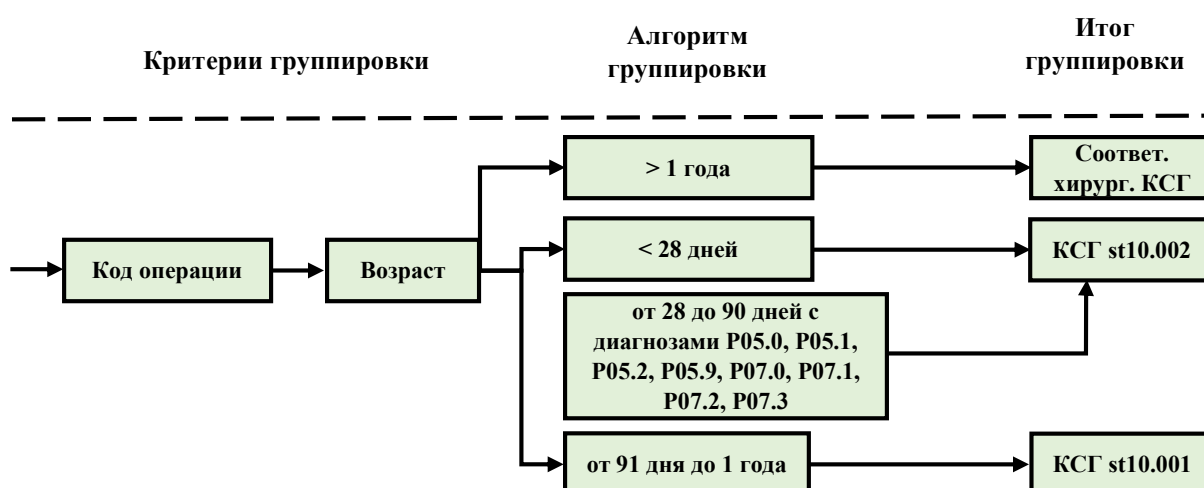 Критерии группировки
Алгоритм
группировки
Итог
группировки
> 1 года
Соответ.
хирург. КСГ
Код операции
Возраст
< 28 дней
КСГ st10.002
от 28 до 90 дней с
диагнозами P05.0, P05.1,
P05.2, P05.9, P07.0, P07.1,
P07.2, P07.3
от 91 дня до 1 года
КСГ st10.001